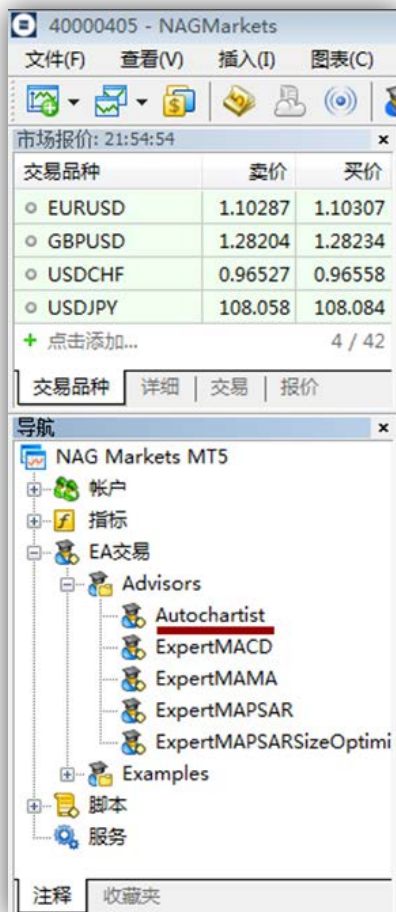 40000405 - NAGMarkets
文件(F) 查看(V) 插入(I) 图表(C)
市场报价: 21:54:54
交易品种 卖价 买价
EURUSD 1.10287 1.10307
GBPUSD 1.28204 1.28234
USDCHF 0.96527 0.96558
USDJPY 108.058 108.084
点击添加... 4 / 42
交易品种 详细 交易 报价
导航
NAG Markets MT5
帐户
指标
EA交易
Advisors
Autochartist
ExpertMACD
ExpertMAMA
ExpertMAPSAR
ExpertMAPSARSizeOptimi
Examples
脚本
服务
注释 收藏夹